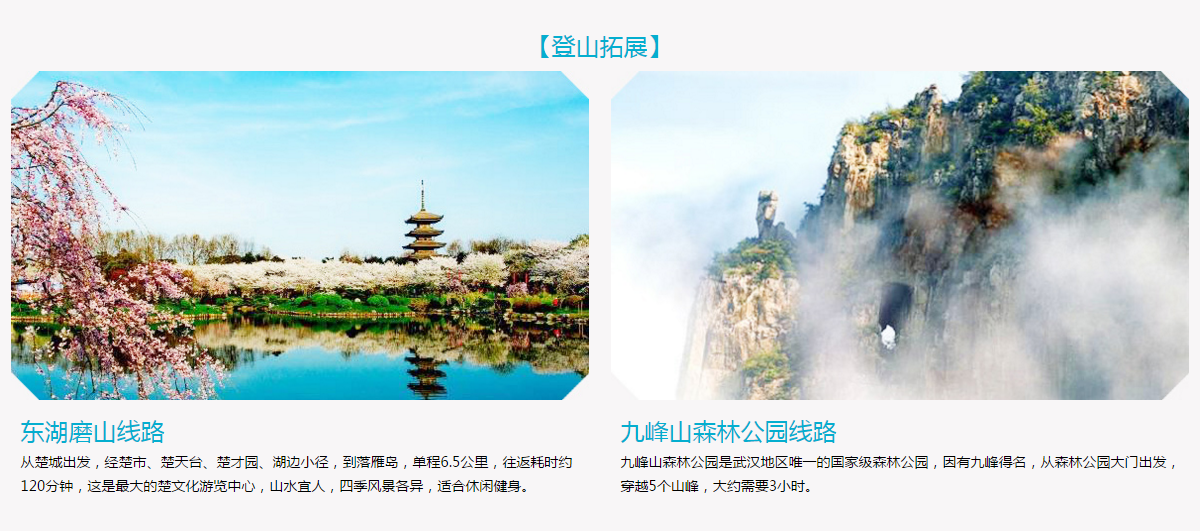 【登山拓展】
东湖磨山线路
从楚城出发，经楚市、楚天台、楚才园、湖边小径，到落雁岛，单程6.5公里，往返耗时约
120分钟，这是最大的楚文化游览中心，山水宜人，四季风景各异，适合休闲健身。
九峰山森林公园线路
九峰山森林公园是武汉地区唯一的国家级森林公园，因有九峰得名，从森林公园大门出发，
穿越5个山峰，大约需要3小时。